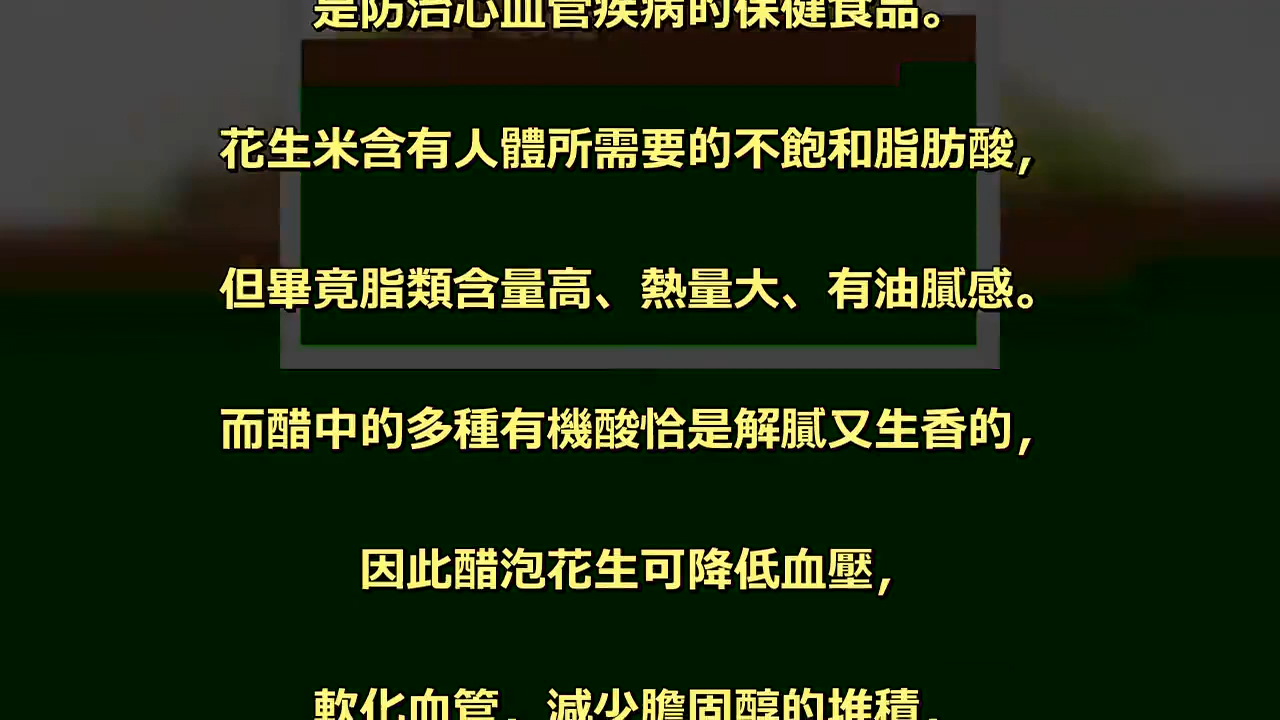 是防治心血管疾病的保健食品。
花生米含有人體所需要的不飽和脂肪酸，
但畢竟脂類含量高、熱量大、有油膩感。
而醋中的多種有機酸恰是解膩又生香的，
因此醋泡花生可降低血壓，
軟化血管，減少膽固醇的堆積，